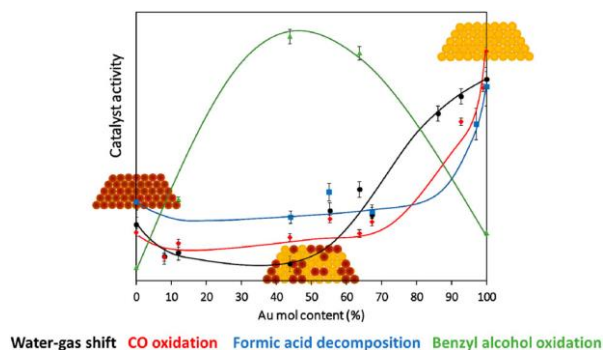 Catalyst activity
0 10 20 30 40 50 60 70 80 90 100
Au mol content (%)
Water-gas shift CO oxidation Formic acid decomposition Benzyl alcohol oxidation